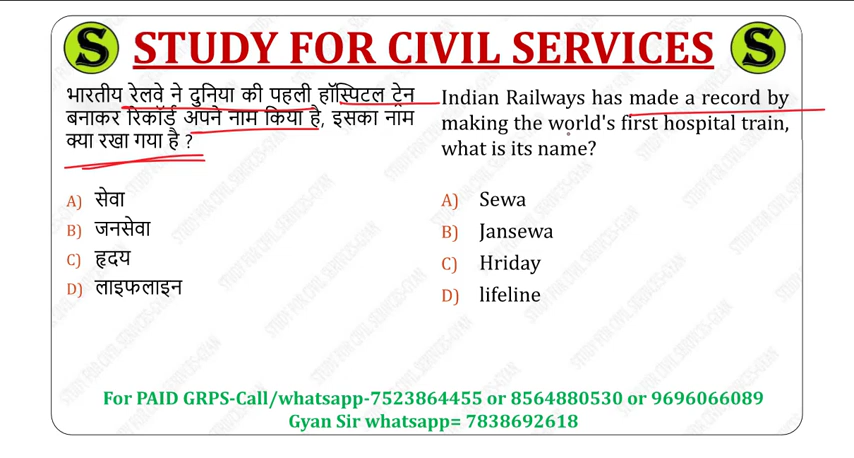 S STUDY FOR CIVIL SERVICES S
भारतीय रेलवे ने दुनिया की पहली हॉस्पिटल ट्रेन
बनाकर रिकॉर्ड अपने नाम किया है, इसका नाम
क्या रखा गया है ?
A) सेवा
B) जनसेवा
C) हृदय
D) लाइफलाइन
Indian Railways has made a record by
making the world's first hospital train,
what is its name?
A) Sewa
B) Jansewa
C) Hriday
D) lifeline
For PAID GRPS-Call/whatsapp-7523864455 or 8564880530 or 9696066089
Gyan Sir whatsapp= 7838692618